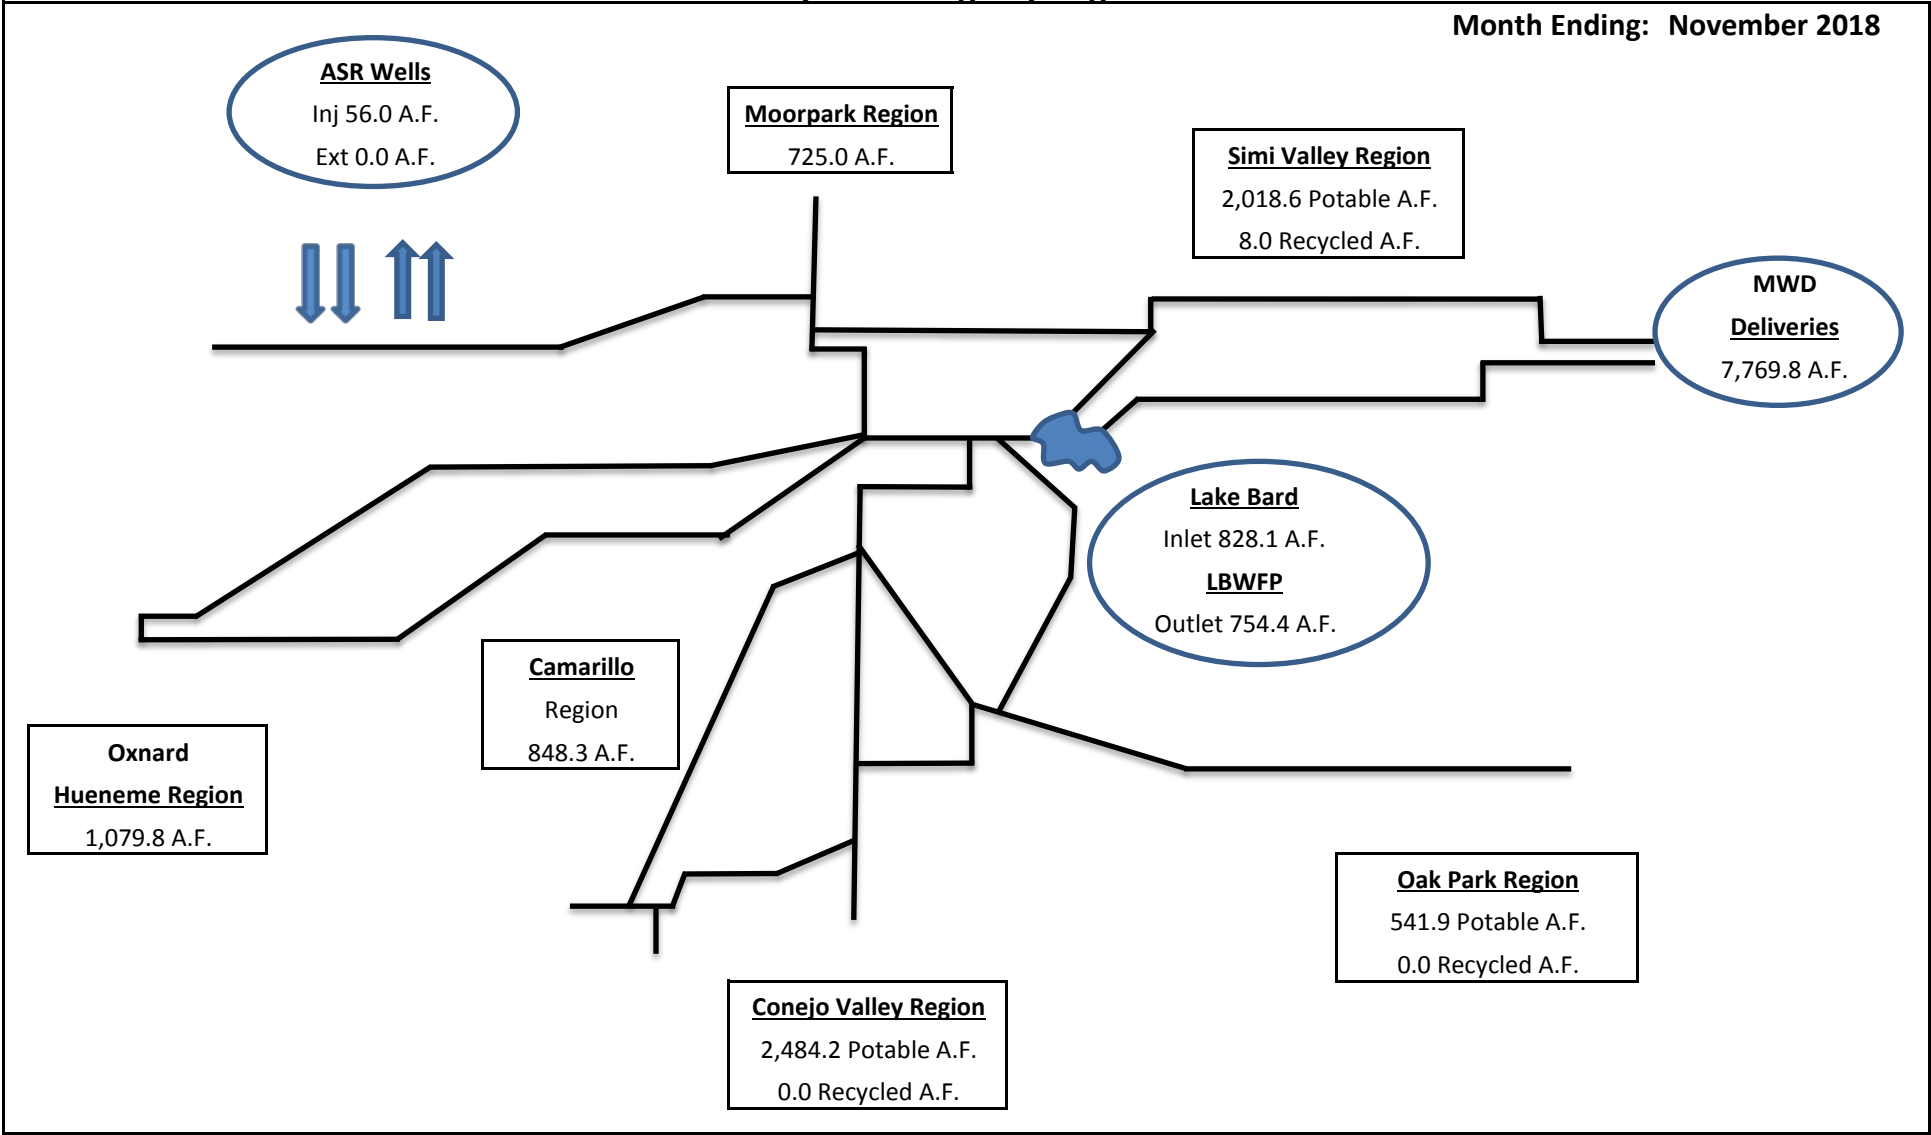 Month Ending: November 2018
ASR Wells
Inj 56.0 A.F.
Ext 0.0 A.F.
Moorpark Region
725.0 A.F.
Simi Valley Region
2,018.6 Potable A.F.
8.0 Recycled A.F.
MWD
Deliveries
7,769.8 A.F.
Lake Bard
Inlet 828.1 A.F.
LBWFP
Outlet 754.4 A.F.
Camarillo
Region
848.3 A.F.
Oxnard
Hueneme Region
1,079.8 A.F.
Oak Park Region
541.9 Potable A.F.
0.0 Recycled A.F.
Conejo Valley Region
2,484.2 Potable A.F.
0.0 Recycled A.F.